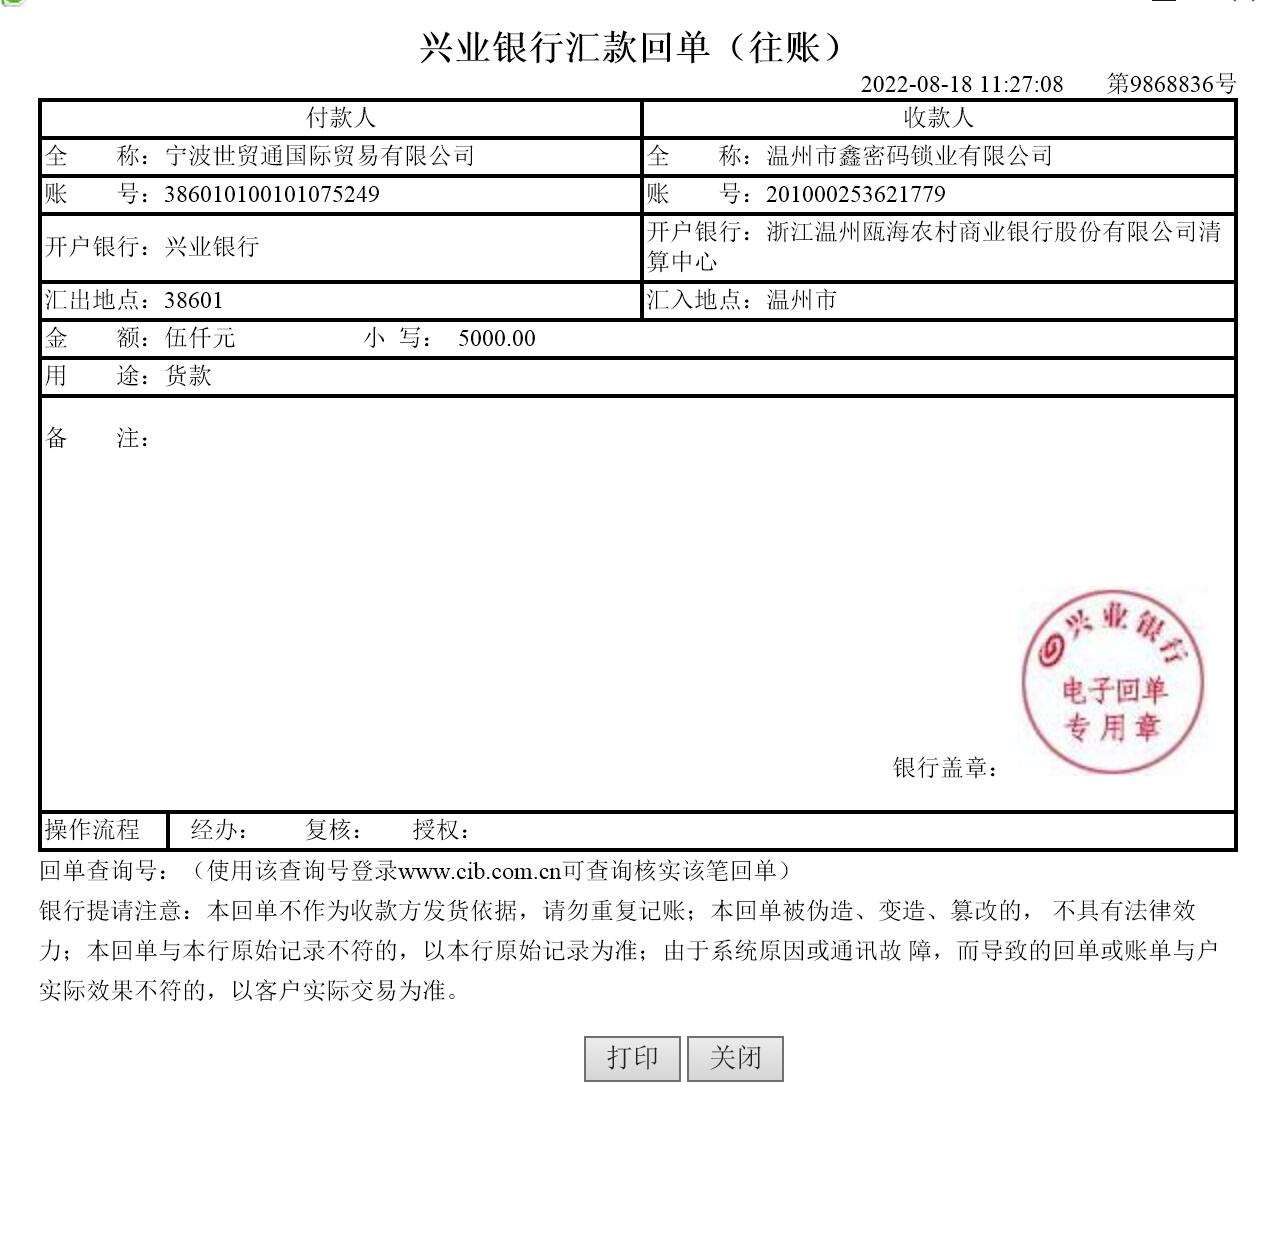 兴业银行汇款回单（往账）
2022-08-18 11:27:08 第9868836号
付款人 收款人
全 称：宁波世贸通国际贸易有限公司 全 称：温州市鑫密码锁业有限公司
账 号：386010100101075249 账 号：201000253621779
开户银行：兴业银行 开户银行：浙江温州瓯海农村商业银行股份有限公司清
算中心
汇出地点：38601 汇入地点：温州市
金 额：伍仟元 小 写： 5000.00
用 途：货款
备 注：
兴业银行
电子回单
专用章
银行盖章：
操作流程 经办： 复核： 授权：
回单查询号：（使用该查询号登录www.cib.com.cn可查询核实该笔回单）
银行提请注意：本回单不作为收款方发货依据，请勿重复记账；本回单被伪造、变造、篡改的， 不具有法律效
力；本回单与本行原始记录不符的，以本行原始记录为准；由于系统原因或通讯故 障，而导致的回单或账单与户
实际效果不符的，以客户实际交易为准。
打印 关闭